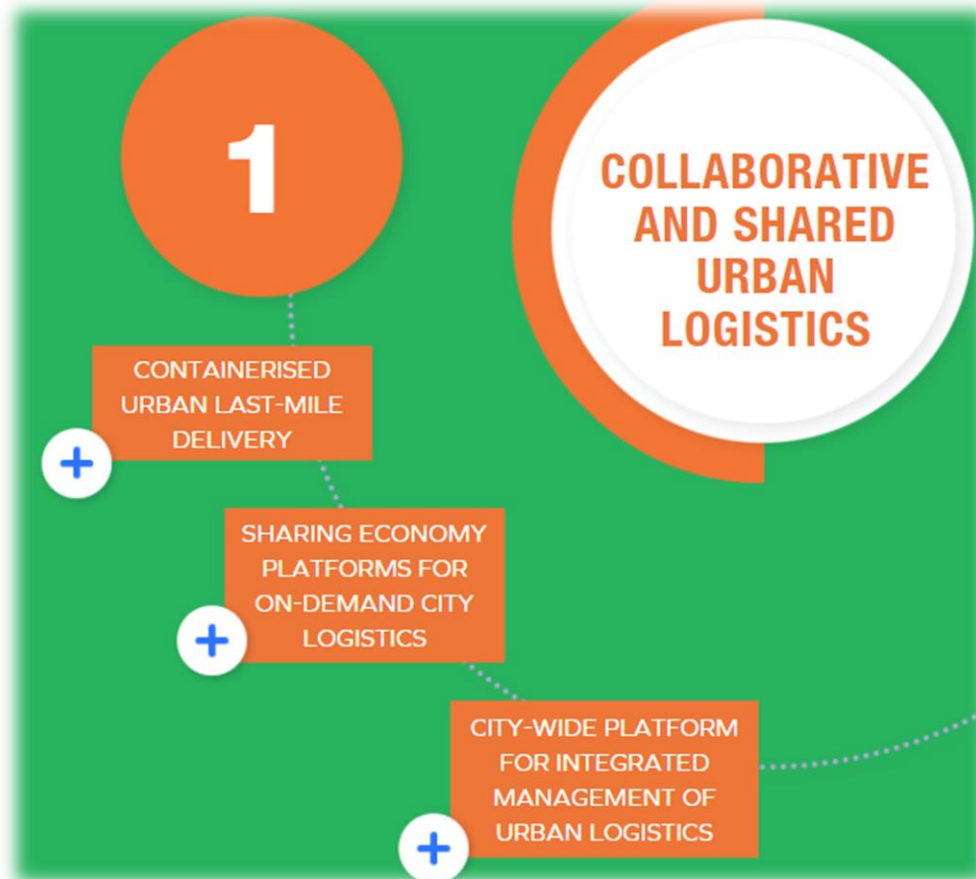 1
COLLABORATIVE
AND SHARED
URBAN
LOGISTICS
CONTAINERISED
URBAN LAST-MILE
DELIVERY
SHARING ECONOMY
PLATFORMS FOR
ON-DEMAND CITY
LOGISTICS
CITY-WIDE PLATFORM
FOR INTEGRATED
MANAGEMENT OF
URBAN LOGISTICS